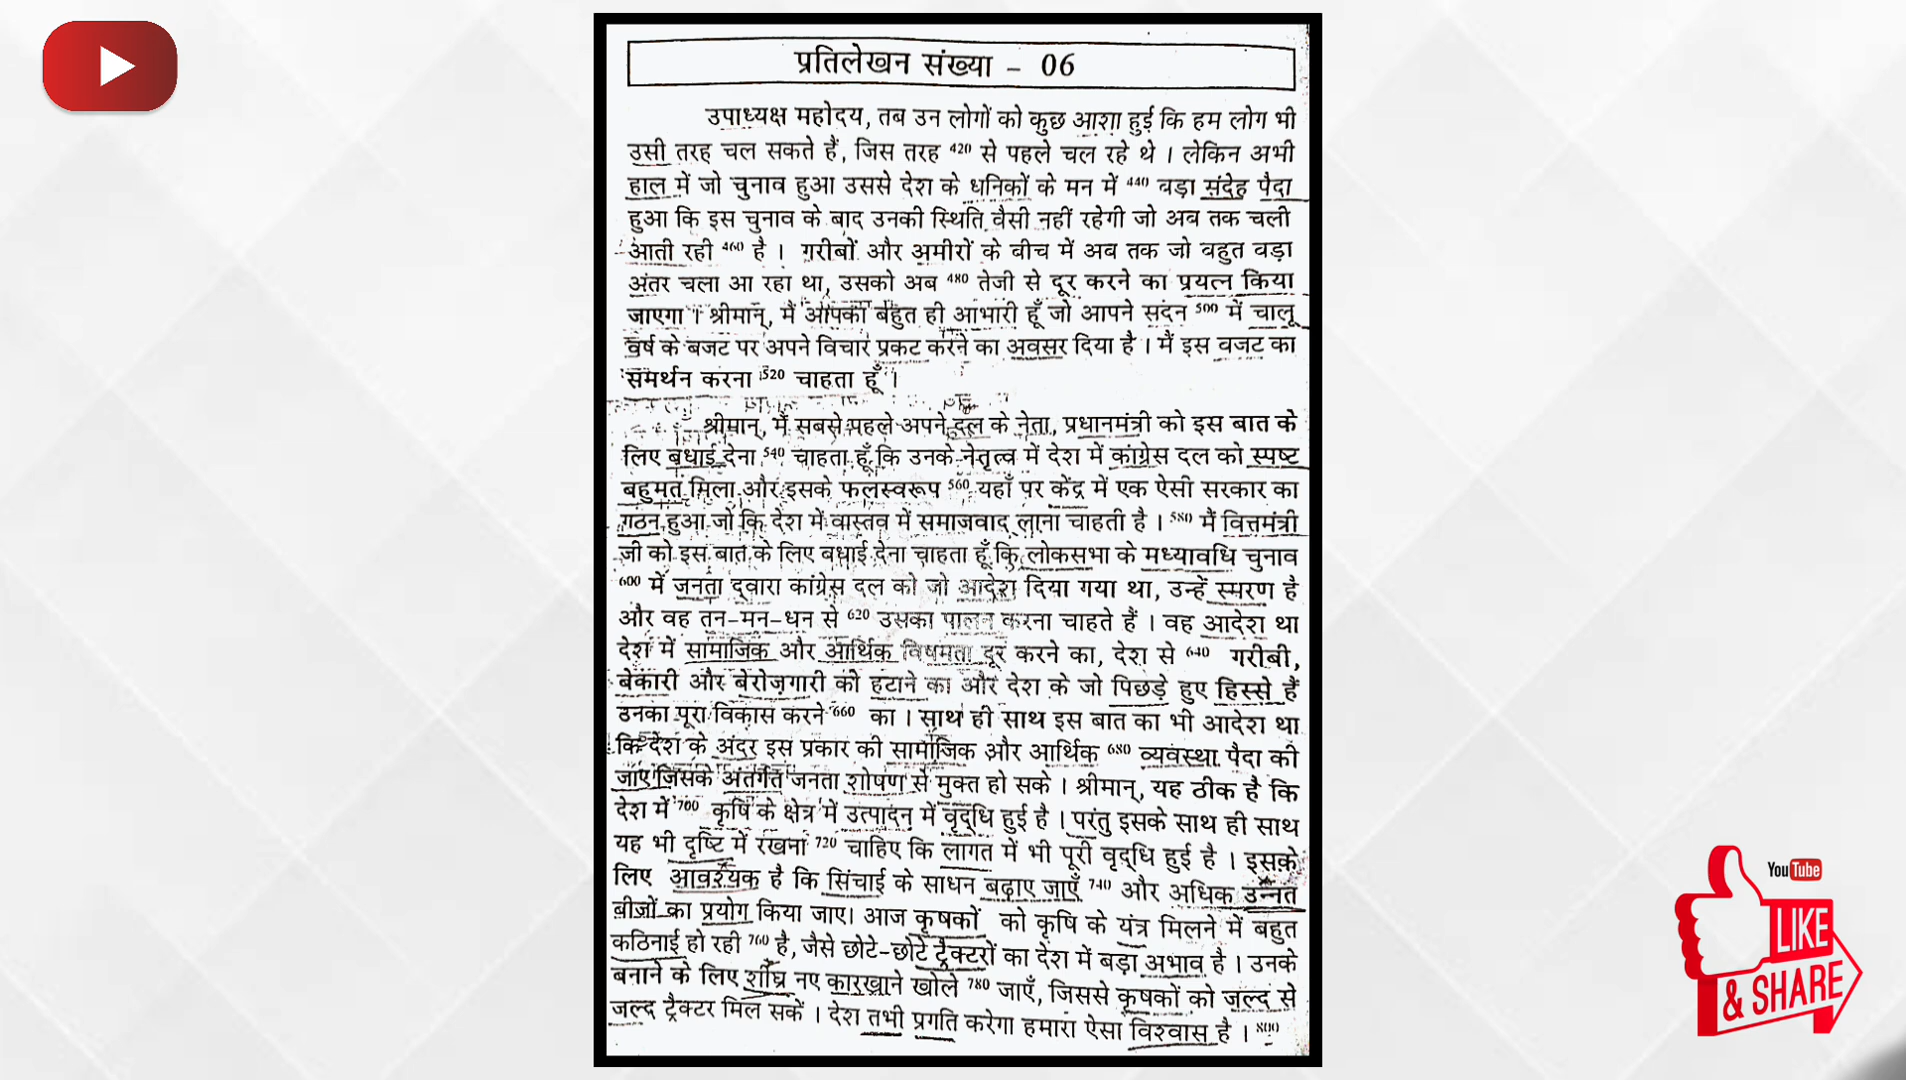 प्रतिलेखन संख्या - 06
उपाध्यक्ष महोदय, तब उन लोगों को कुछ आशा हुई कि हम लोग भी
उसी तरह चल सकते हैं, जिस तरह 420 से पहले चल रहे थे । लेकिन अभी
हाल में जो चुनाव हुआ उससे देश के धनिकों के मन में 440 बड़ा संदेह पैदा
हुआ कि इस चुनाव के बाद उनकी स्थिति वैसी नहीं रहेगी जो अब तक चली
आती रही 460 है । गरीबों और अमीरों के बीच में अब तक जो बहुत बड़ा
अंतर चला आ रहा था, उसको अब 480 तेजी से दूर करने का प्रयत्न किया
जाएगा । श्रीमान्, मैं आपका बहुत ही आभारी हूँ जो आपने सदन 500 में चालू
वर्ष के बजट पर अपने विचार प्रकट करने का अवसर दिया है । मैं इस बजट का
समर्थन करना 520 चाहता हूँ ।
श्रीमान्, मैं सबसे पहले अपने दल के नेता, प्रधानमंत्री को इस बात के
लिए बधाई देना 540 चाहता हूँ कि उनके नेतृत्व में देश में कांग्रेस दल को स्पष्ट
बहुमत मिला और इसके फलस्वरूप 560 यहाँ पर केंद्र में एक ऐसी सरकार का
गठन हुआ जो कि देश में वास्तव में समाजवाद लाना चाहती है । 580 मैं वित्तमंत्री
जी को इस बात के लिए बधाई देना चाहता हूँ कि लोकसभा के मध्यावधि चुनाव
600 में जनता द्वारा कांग्रेस दल को जो आदेश दिया गया था, उन्हें स्मरण है
और वह तन-मन-धन से 620 उसका पालन करना चाहते हैं । वह आदेश था
देश में सामाजिक और आर्थिक विषमता दूर करने का, देश से 640 गरीबी,
बेकारी और बेरोज़गारी को हटाने का और देश के जो पिछड़े हुए हिस्से हैं
उनका पूरा विकास करने 660 का । साथ ही साथ इस बात का भी आदेश था
कि देश के अंदर इस प्रकार की सामाजिक और आर्थिक 680 व्यवस्था पैदा की
जाए जिसके अंतर्गत जनता शोषण से मुक्त हो सके । श्रीमान्, यह ठीक है कि
देश में 700 कृषि के क्षेत्र में उत्पादन में वृद्धि हुई है । परंतु इसके साथ ही साथ
यह भी दृष्टि में रखना 720 चाहिए कि लागत में भी पूरी वृद्धि हुई है । इसके
लिए आवश्यक है कि सिंचाई के साधन बढ़ाए जाएँ 740 और अधिक उन्नत
बीजों का प्रयोग किया जाए। आज कृषकों को कृषि के यंत्र मिलने में बहुत
कठिनाई हो रही 760 है, जैसे छोटे-छोटे ट्रैक्टरों का देश में बड़ा अभाव है । उनके
बनाने के लिए शीघ्र नए कारखाने खोले 780 जाएँ, जिससे कृषकों को जल्द से
जल्द ट्रैक्टर मिल सकें । देश तभी प्रगति करेगा हमारा ऐसा विश्वास है । 800
YouTube
LIKE
& SHARE